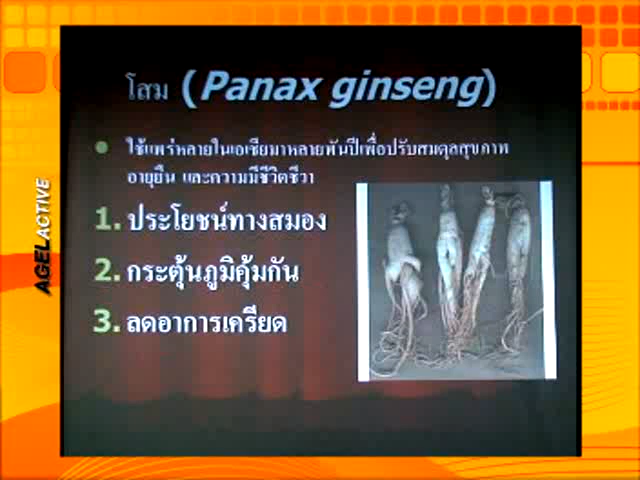 โสม (Panax ginseng)
ใช้แพร่หลายในเอเชียมาหลายพันปีเพื่อปรับสมดุลสุขภาพ
อายุยืน และความมีชีวิตชีวา
1. ประโยชน์ทางสมอง
2. กระตุ้นภูมิคุ้มกัน
3. ลดอาการเครียด
AGELACTIVE